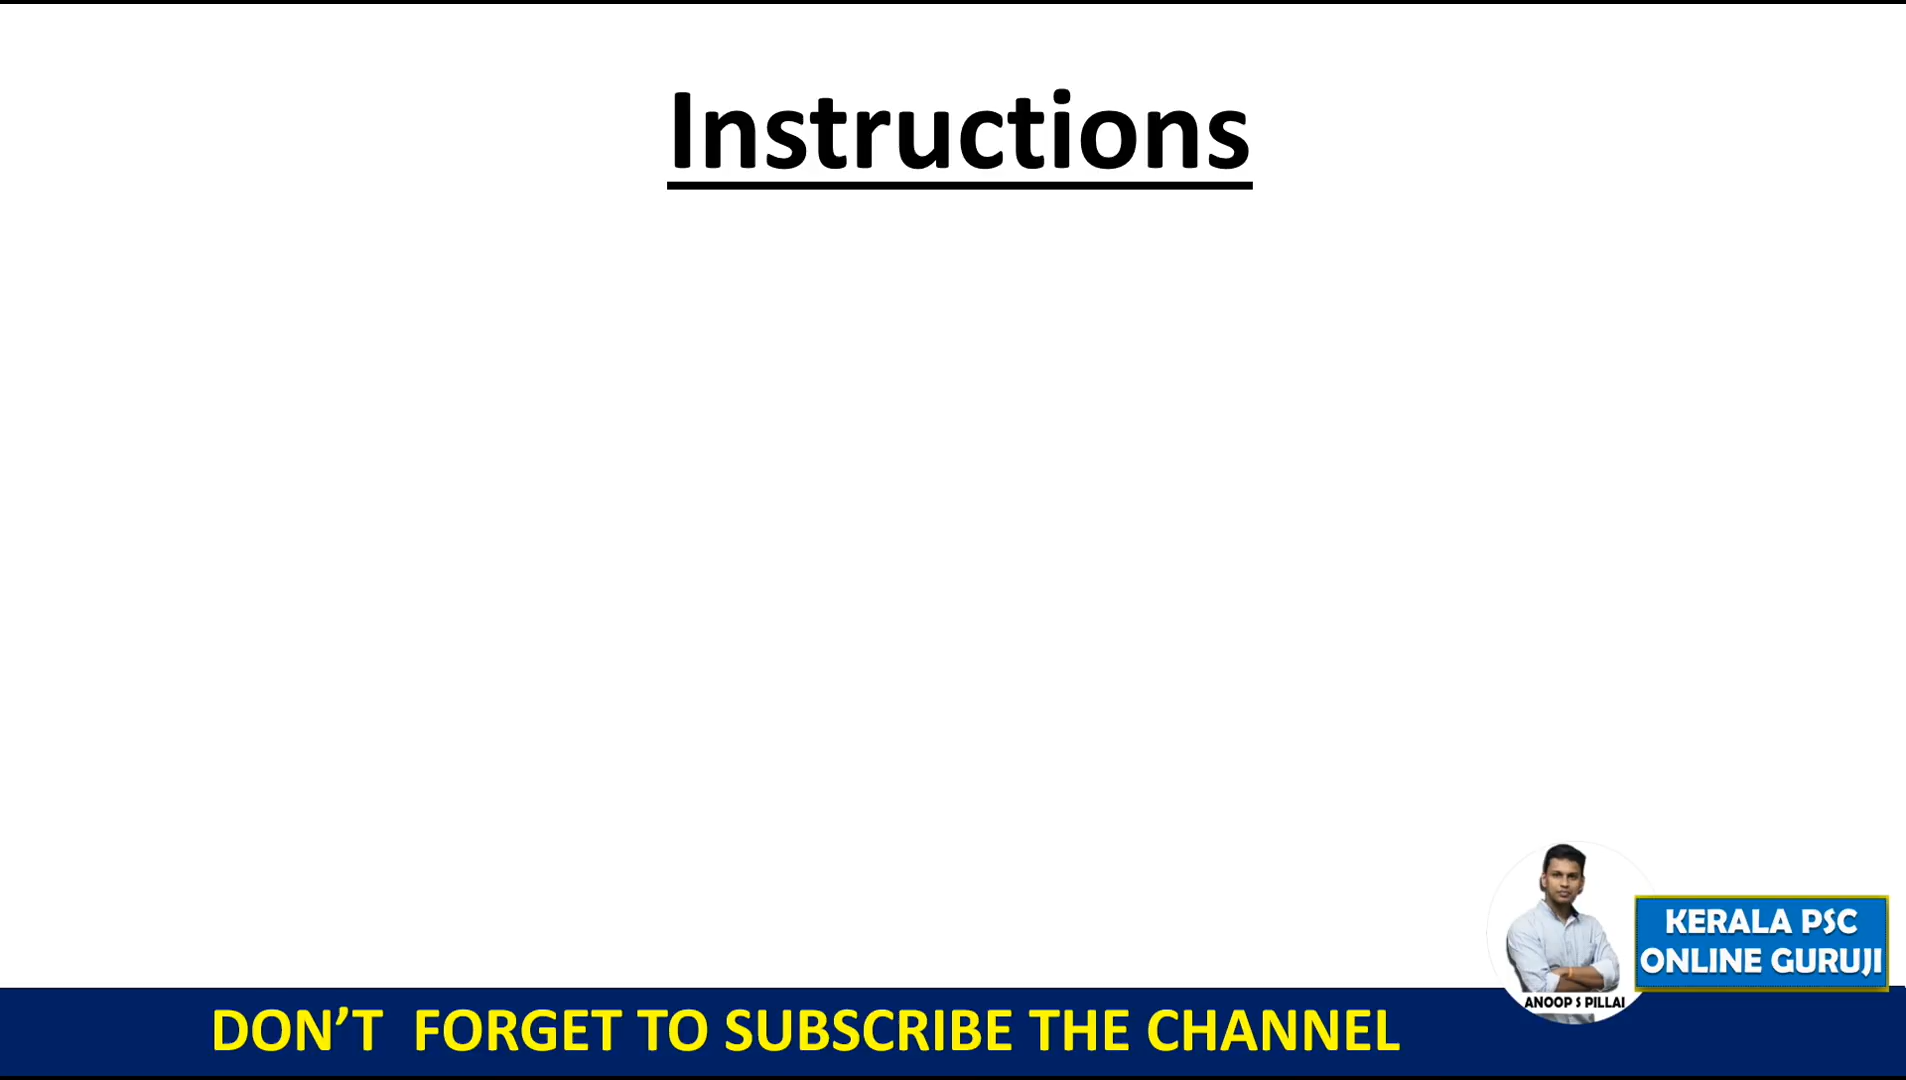 Instructions
KERALA PSC
ONLINE GURUJI
ANOOP S PILLAI
DON’T  FORGET TO SUBSCRIBE THE CHANNEL